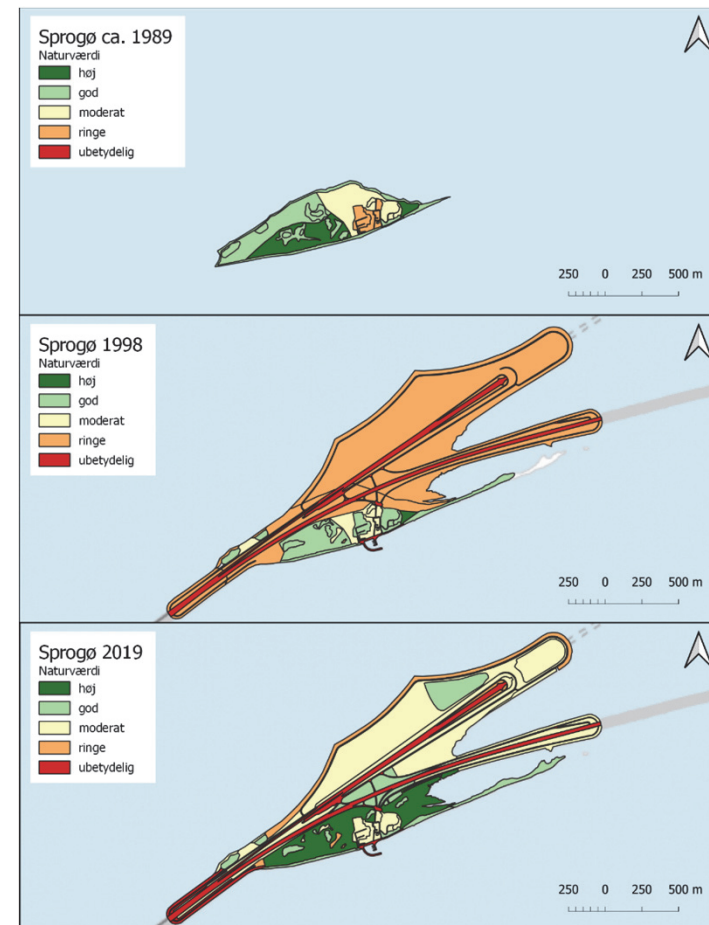 Sprogø ca. 1989
Naturværdi
høj
god
moderat
ringe
ubetydelig
250 0 250 500 m
Sprogø 1998
Naturværdi
høj
god
moderat
ringe
ubetydelig
250 0 250 500 m
Sprogø 2019
Naturværdi
høj
god
moderat
ringe
ubetydelig
250 0 250 500 m